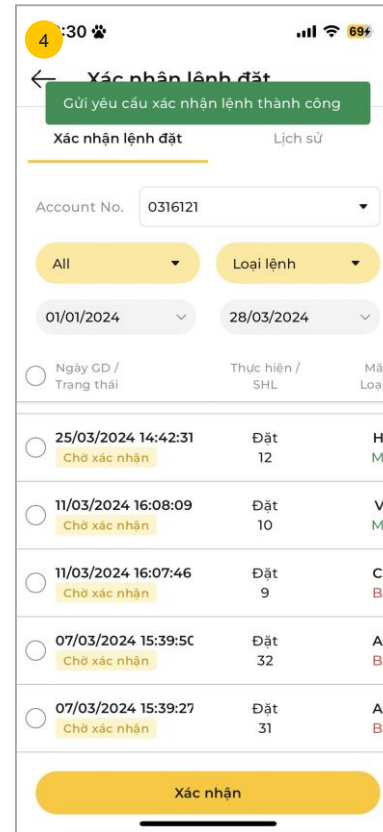 4 :30
69
Xác nhận lệnh đặt
Gửi yêu cầu xác nhận lệnh thành công
Xác nhận lệnh đặt Lịch sử
Account No. 0316121
All Loại lệnh
01/01/2024 28/03/2024
Ngày GD / Thực hiện / Mã
Trạng thái SHL Loại
25/03/2024 14:42:31 Đặt H
Chờ xác nhận 12 M
11/03/2024 16:08:09 Đặt V
Chờ xác nhận 10 M
11/03/2024 16:07:46 Đặt C
Chờ xác nhận 9 B
07/03/2024 15:39:50 Đặt A
Chờ xác nhận 32 B
07/03/2024 15:39:27 Đặt A
Chờ xác nhận 31 B
Xác nhận